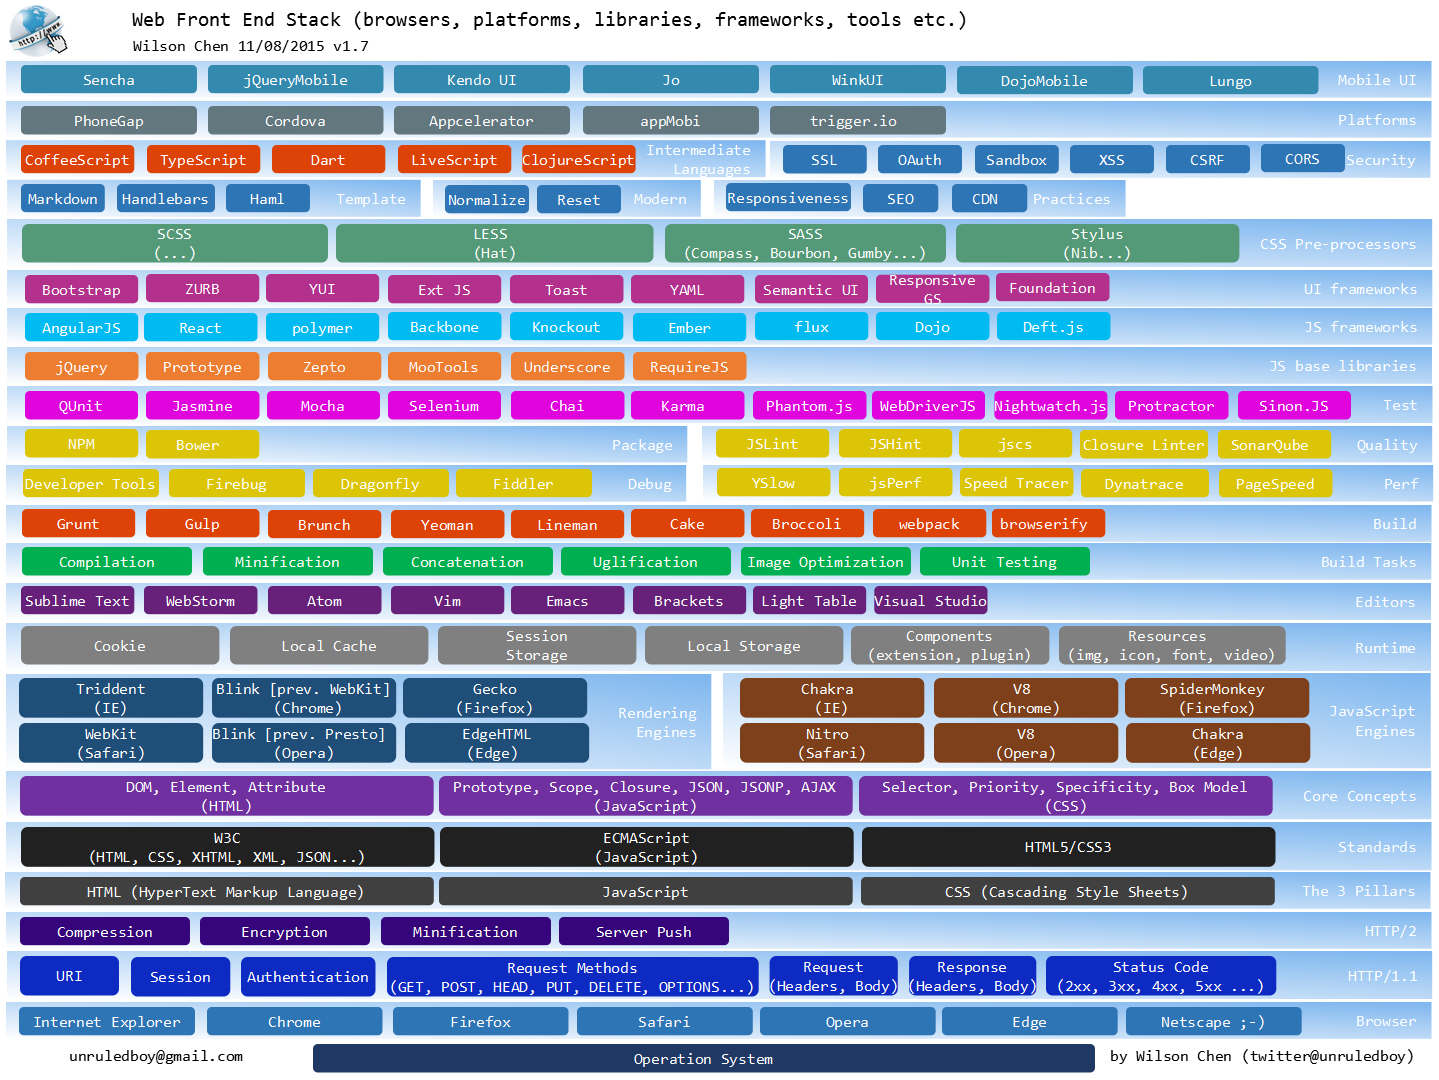 Web Front End Stack (browsers, platforms, libraries, frameworks, tools etc.)
Wilson Chen 11/08/2015 v1.7
http://www
Sencha jQueryMobile Kendo UI Jo WinkUI DojoMobile Lungo Mobile UI
PhoneGap Cordova Appcelerator appMobi trigger.io Platforms
CoffeeScript TypeScript Dart LiveScript ClojureScript Intermediate
Languages
SSL OAuth Sandbox XSS CSRF CORS Security
Markdown Handlebars Haml Template
Normalize Reset Modern
Responsiveness SEO CDN Practices
SCSS
(...)
LESS
(Hat)
SASS
(Compass, Bourbon, Gumby...)
Stylus
(Nib...)
CSS Pre-processors
Bootstrap ZURB YUI Ext JS Toast YAML Semantic UI Responsive
GS
Foundation UI frameworks
AngularJS React polymer Backbone Knockout Ember flux Dojo Deft.js JS frameworks
jQuery Prototype Zepto MooTools Underscore RequireJS JS base libraries
QUnit Jasmine Mocha Selenium Chai Karma Phantom.js WebDriverJS Nightwatch.js Protractor Sinon.JS Test
NPM Bower Package
JSLint JSHint jscs Closure Linter SonarQube Quality
Developer Tools Firebug Dragonfly Fiddler Debug
YSlow jsPerf Speed Tracer Dynatrace PageSpeed Perf
Grunt Gulp Brunch Yeoman Lineman Cake Broccoli webpack browserify Build
Compilation Minification Concatenation Uglification Image Optimization Unit Testing Build Tasks
Sublime Text WebStorm Atom Vim Emacs Brackets Light Table Visual Studio Editors
Cookie Local Cache Session
Storage
Local Storage Components
(extension, plugin)
Resources
(img, icon, font, video)
Runtime
Triddent
(IE)
Blink [prev. WebKit]
(Chrome)
Gecko
(Firefox)
WebKit
(Safari)
Blink [prev. Presto]
(Opera)
EdgeHTML
(Edge)
Rendering
Engines
Chakra
(IE)
V8
(Chrome)
SpiderMonkey
(Firefox)
Nitro
(Safari)
V8
(Opera)
Chakra
(Edge)
JavaScript
Engines
DOM, Element, Attribute
(HTML)
Prototype, Scope, Closure, JSON, JSONP, AJAX
(JavaScript)
Selector, Priority, Specificity, Box Model
(CSS)
Core Concepts
W3C
(HTML, CSS, XHTML, XML, JSON...)
ECMAScript
(JavaScript)
HTML5/CSS3
Standards
HTML (HyperText Markup Language) JavaScript CSS (Cascading Style Sheets) The 3 Pillars
Compression Encryption Minification Server Push HTTP/2
URI Session Authentication Request Methods
(GET, POST, HEAD, PUT, DELETE, OPTIONS...)
Request
(Headers, Body)
Response
(Headers, Body)
Status Code
(2xx, 3xx, 4xx, 5xx ...)
HTTP/1.1
Internet Explorer Chrome Firefox Safari Opera Edge Netscape ;-) Browser
unruledboy@gmail.com Operation System by Wilson Chen (twitter@unruledboy)